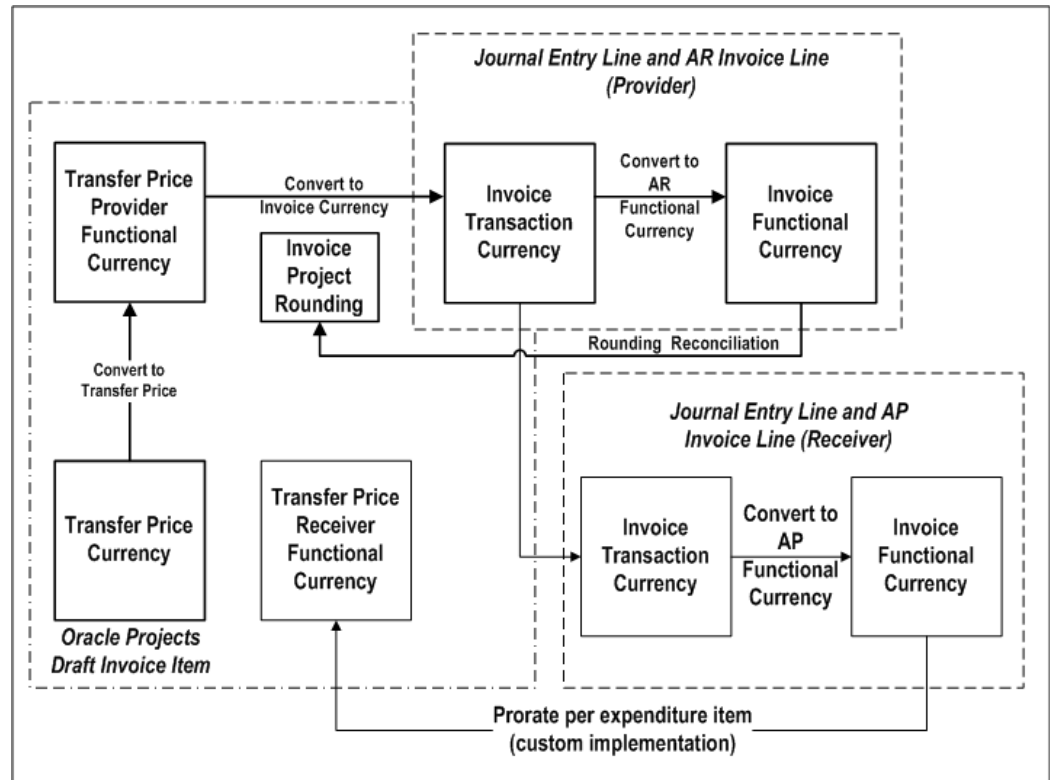 Journal Entry Line and AR Invoice Line
(Provider)
Transfer Price
Provider
Functional
Currency
Convert to
Invoice Currency
Invoice
Transaction
Currency
Convert to
AR
Functional
Currency
Invoice
Functional
Currency
Invoice
Project
Rounding
Rounding Reconciliation
Convert to
Transfer Price
Journal Entry Line and AP
Invoice Line (Receiver)
Transfer Price
Currency
Transfer Price
Receiver
Functional
Currency
Invoice
Transaction
Currency
Convert to
AP
Functional
Currency
Invoice
Functional
Currency
Oracle Projects
Draft Invoice Item
Prorate per expenditure item
(custom implementation)